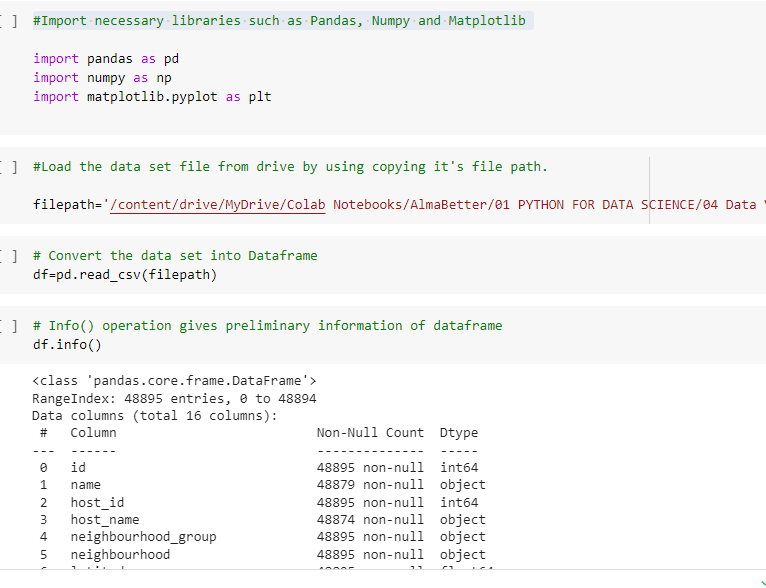 [ ] #Import necessary libraries such as Pandas, Numpy and Matplotlib
import pandas as pd
import numpy as np
import matplotlib.pyplot as plt
[ ] #Load the data set file from drive by using copying it's file path.
filepath='/content/drive/MyDrive/Colab Notebooks/AlmaBetter/01 PYTHON FOR DATA SCIENCE/04 Data
[ ] # Convert the data set into Dataframe
df=pd.read_csv(filepath)
[ ] # Info() operation gives preliminary information of dataframe
df.info()
<class 'pandas.core.frame.DataFrame'>
RangeIndex: 48895 entries, 0 to 48894
Data columns (total 16 columns):
 #   Column                          Non-Null Count  Dtype
---  ------                          --------------  -----
 0   id                              48895 non-null  int64
 1   name                            48879 non-null  object
 2   host_id                         48895 non-null  int64
 3   host_name                       48874 non-null  object
 4   neighbourhood_group             48895 non-null  object
 5   neighbourhood                   48895 non-null  object